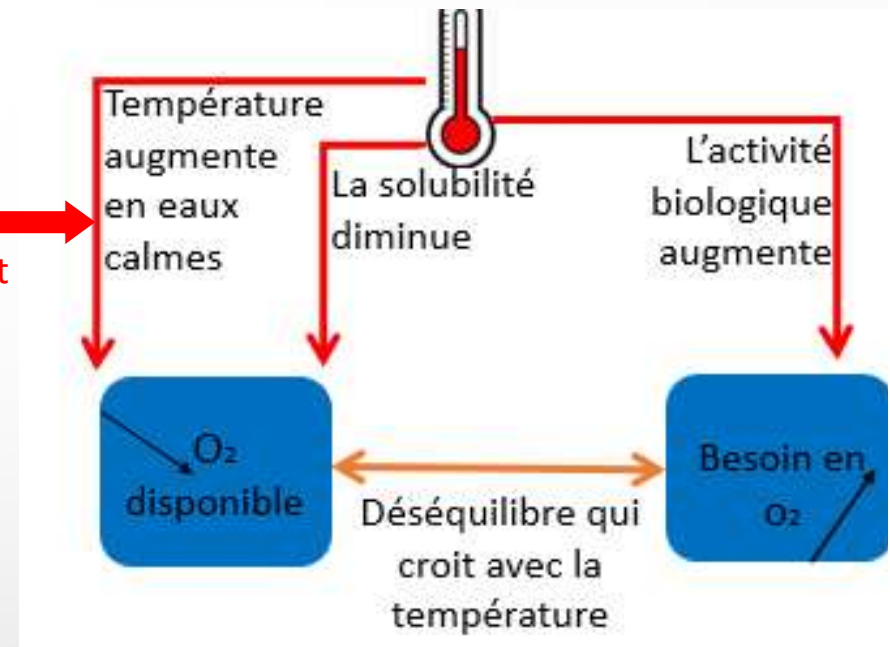 Température
augmente
en eaux
calmes
La solubilité
diminue
L’activité
biologique
augmente
t
O₂
disponible
Déséquilibre qui
croit avec la
température
Besoin en
O₂